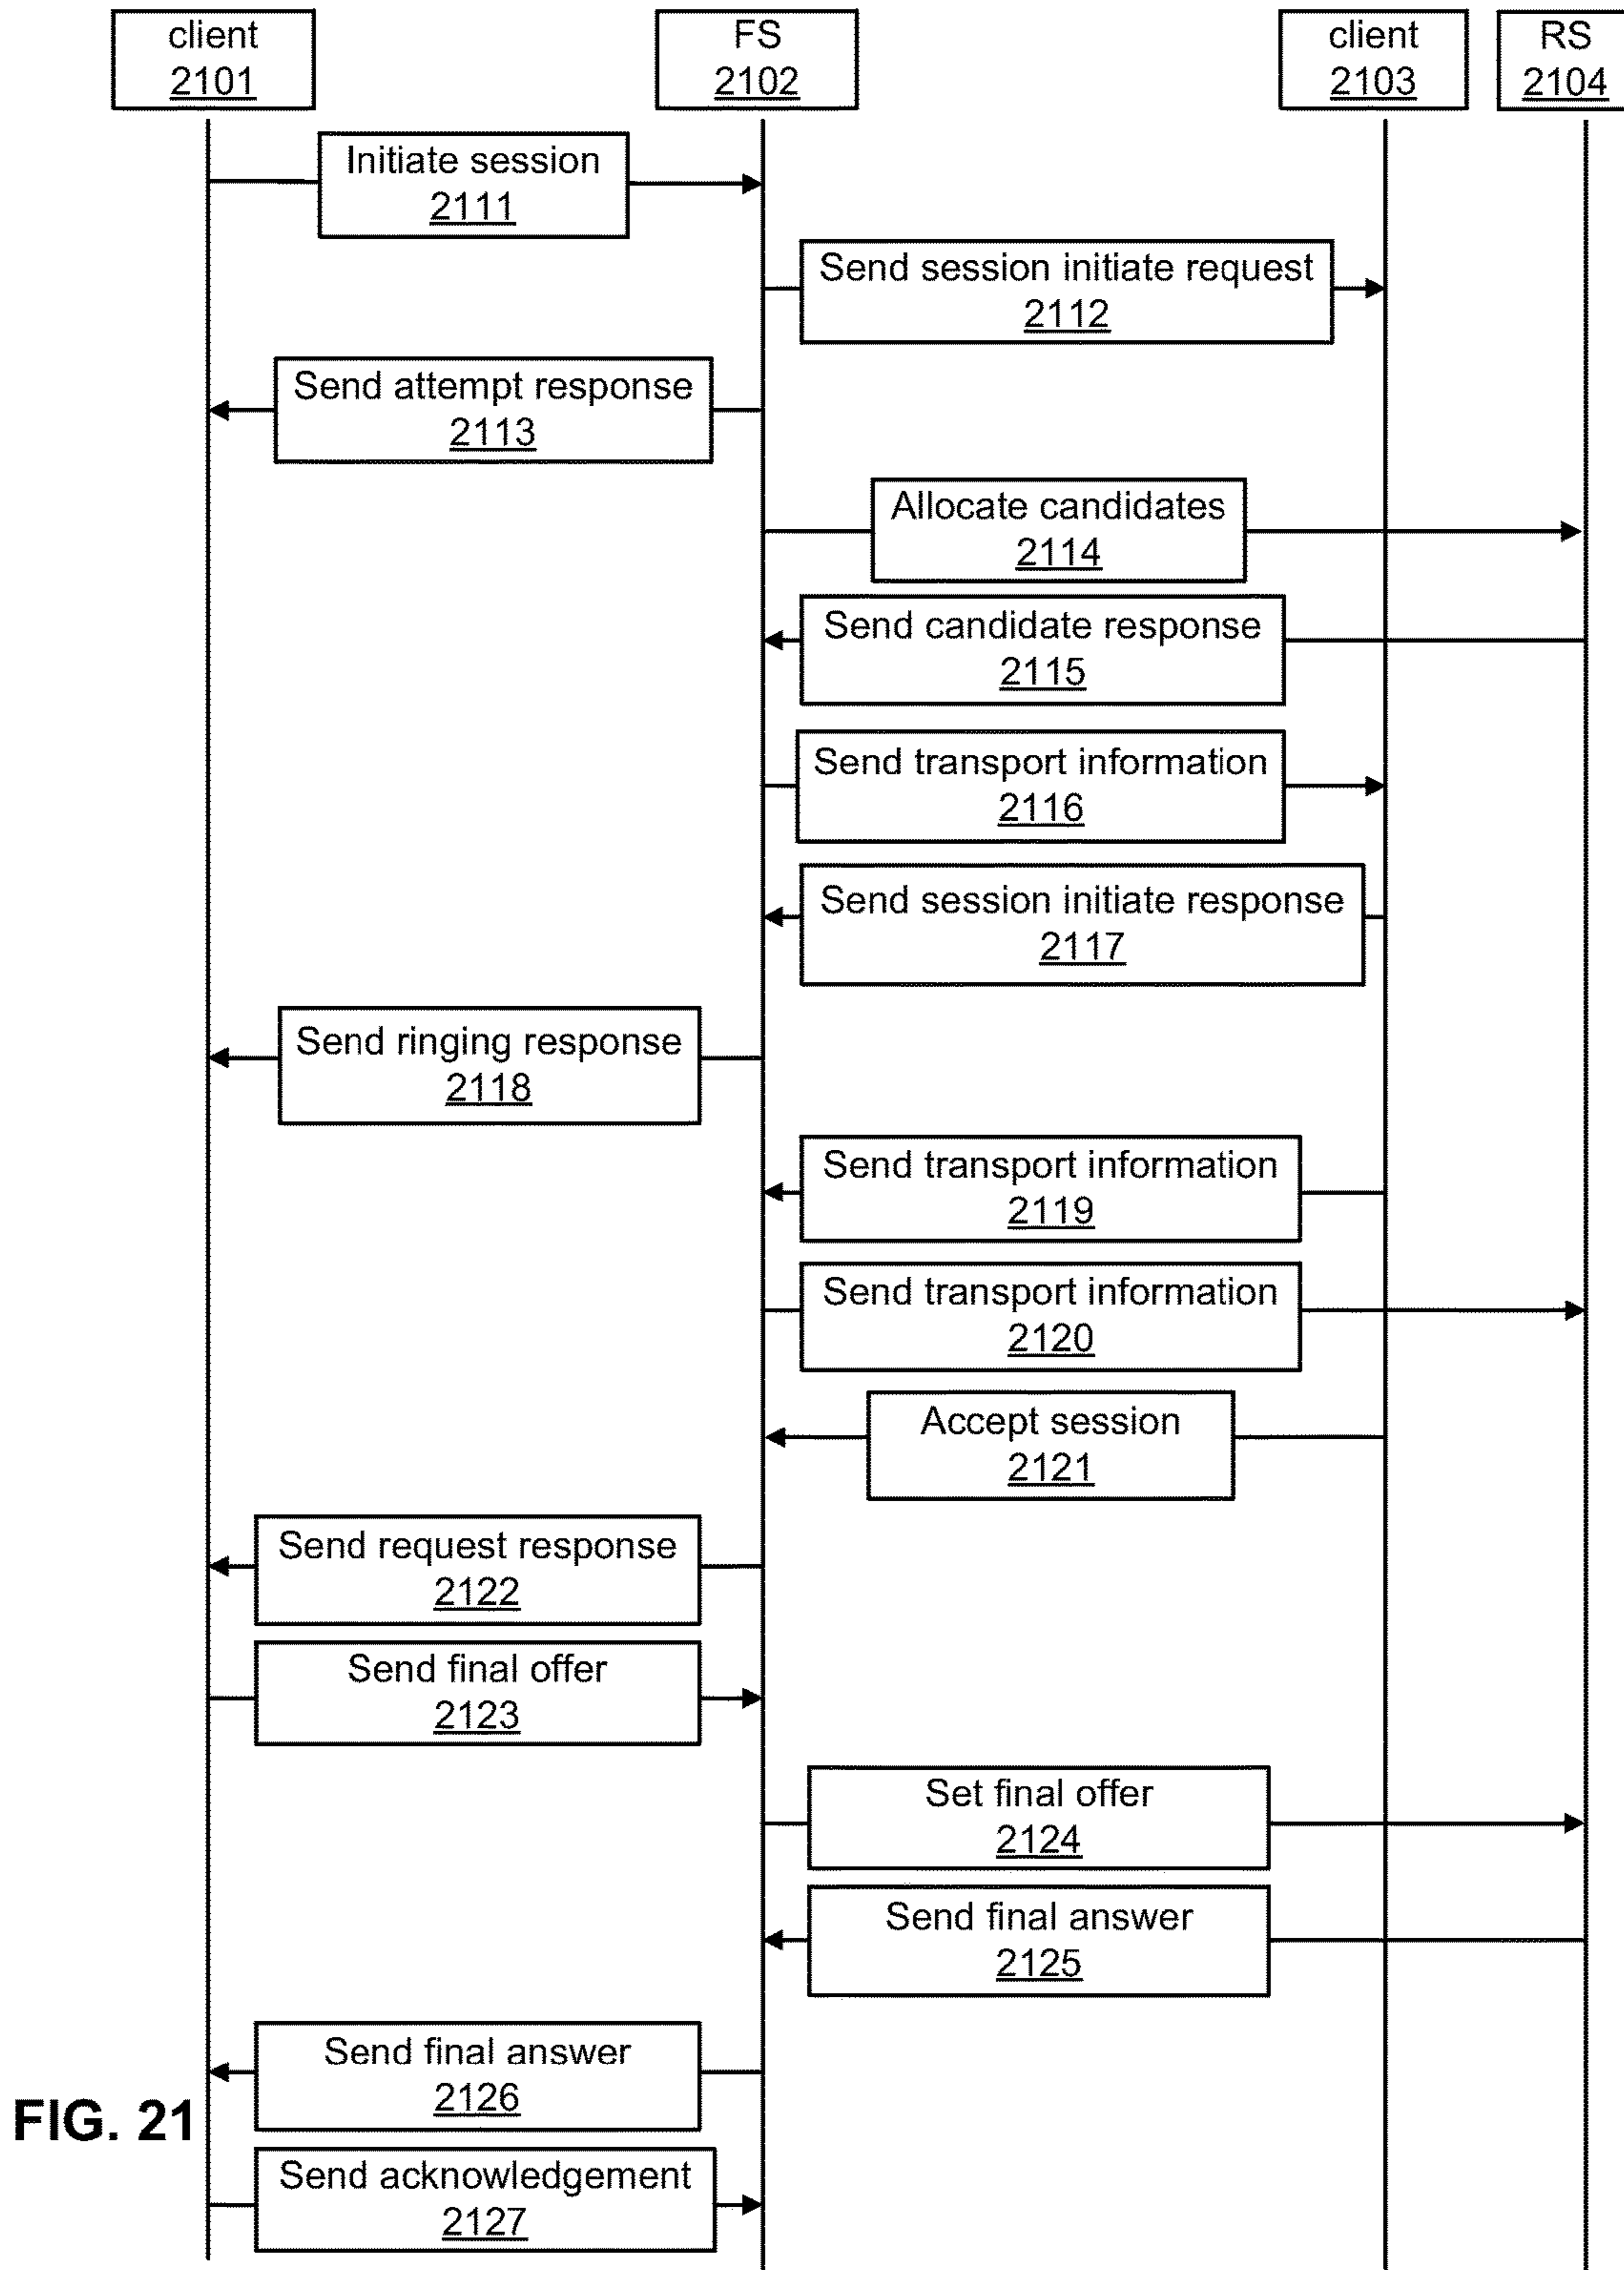 client
2101
FS
2102
client
2103
RS
2104
Initiate session
2111
Send session initiate request
2112
Send attempt response
2113
Allocate candidates
2114
Send candidate response
2115
Send transport information
2116
Send session initiate response
2117
Send ringing response
2118
Send transport information
2119
Send transport information
2120
Accept session
2121
Send request response
2122
Send final offer
2123
Set final offer
2124
Send final answer
2125
Send final answer
2126
FIG. 21
Send acknowledgement
2127